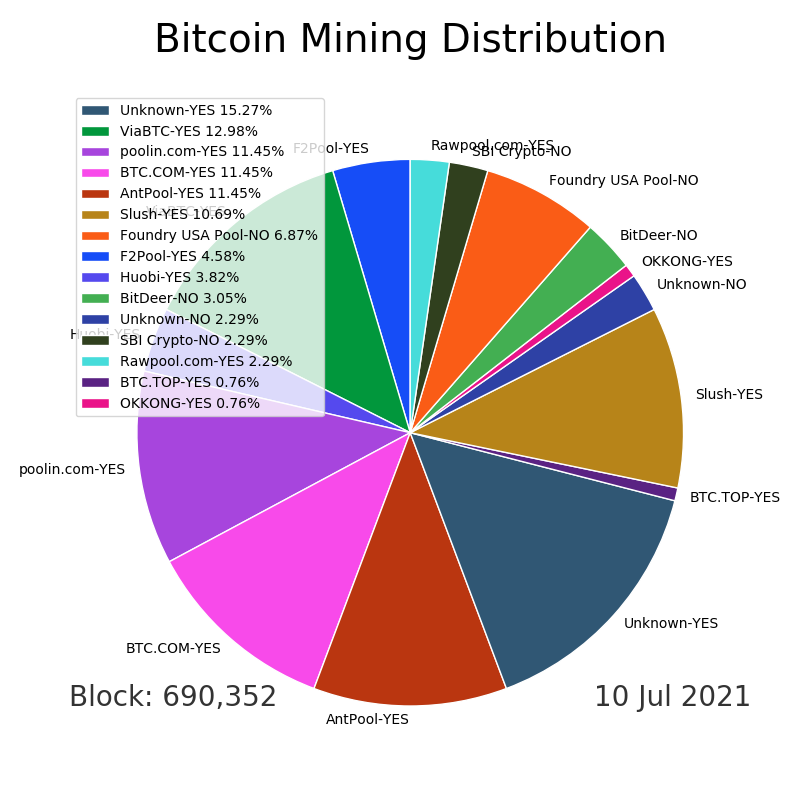 Bitcoin Mining Distribution
Unknown-YES 15.27%
ViaBTC-YES 12.98%
poolin.com-YES 11.45%
BTC.COM-YES 11.45%
AntPool-YES 11.45%
Slush-YES 10.69%
Foundry USA Pool-NO 6.87%
F2Pool-YES 4.58%
Huobi-YES 3.82%
BitDeer-NO 3.05%
Unknown-NO 2.29%
SBI Crypto-NO 2.29%
Rawpool.com-YES 2.29%
BTC.TOP-YES 0.76%
OKKONG-YES 0.76%
F2Pool-YES
Rawpool.com-YES
SBI Crypto-NO
Foundry USA Pool-NO
ViaBTC-YES
BitDeer-NO
OKKONG-YES
Unknown-NO
Huobi-YES
Slush-YES
poolin.com-YES
BTC.TOP-YES
Unknown-YES
BTC.COM-YES
AntPool-YES
Block: 690,352
10 Jul 2021